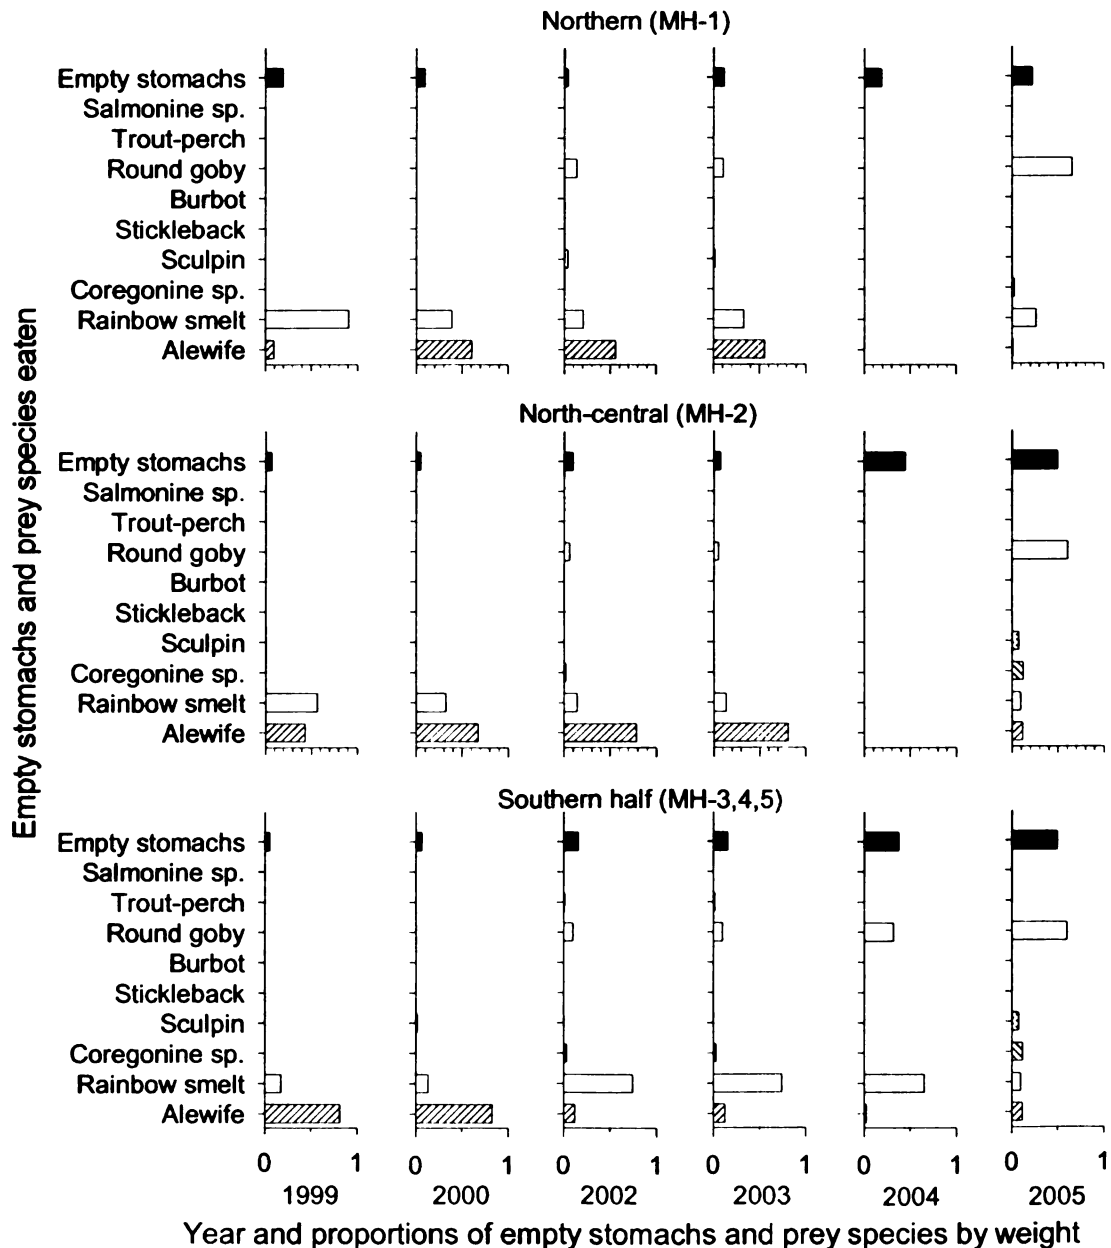 Northern (MH-1)
Empty stomachs
Salmonine sp.
Trout-perch
Round goby
Burbot
Stickleback
Sculpin
Coregonine sp.
Rainbow smelt
Alewife
North-central (MH-2)
Empty stomachs
Salmonine sp.
Trout-perch
Round goby
Burbot
Stickleback
Sculpin
Coregonine sp.
Rainbow smelt
Alewife
Southern half (MH-3,4,5)
Empty stomachs
Salmonine sp.
Trout-perch
Round goby
Burbot
Stickleback
Sculpin
Coregonine sp.
Rainbow smelt
Alewife
Empty stomachs and prey species eaten
0 1 0 1 0 1 0 1 0 1 0 1
1999 2000 2002 2003 2004 2005
Year and proportions of empty stomachs and prey species by weight